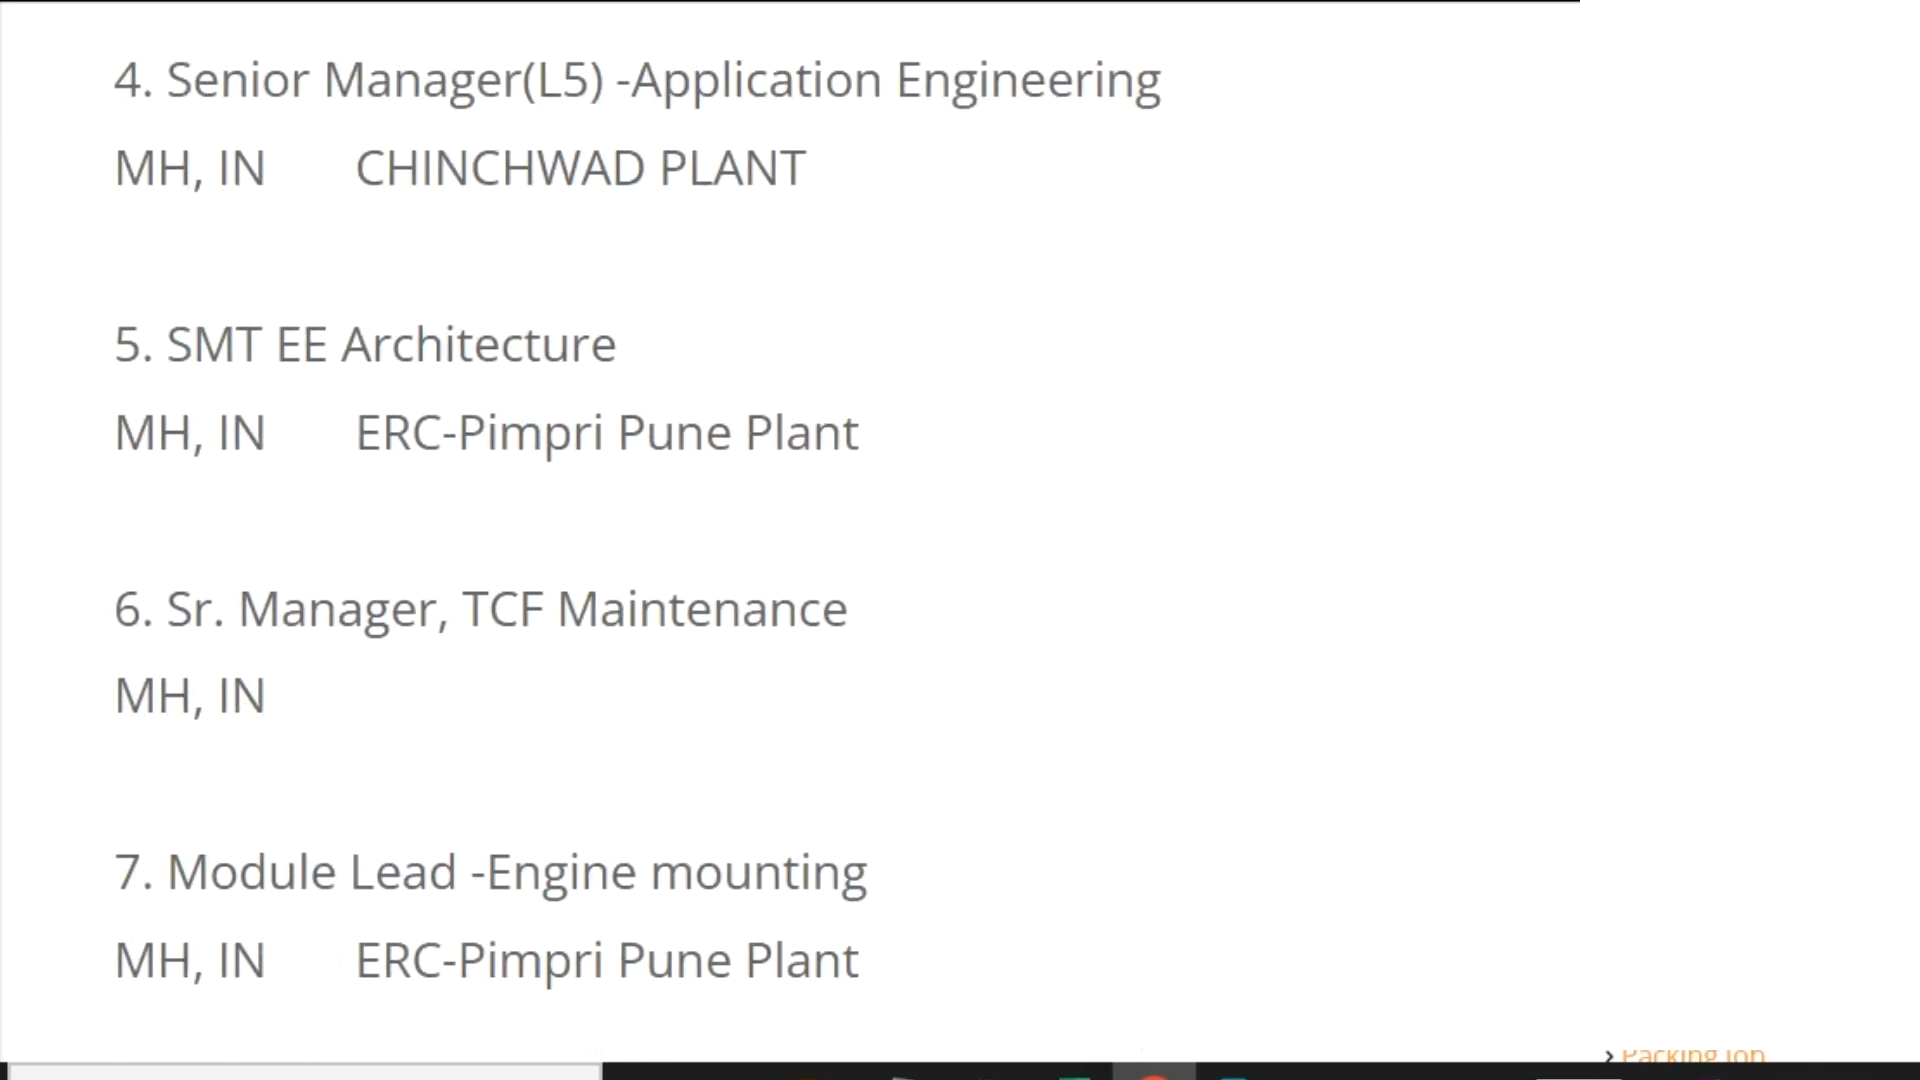 4. Senior Manager(L5) -Application Engineering
MH, IN CHINCHWAD PLANT
5. SMT EE Architecture
MH, IN ERC-Pimpri Pune Plant
6. Sr. Manager, TCF Maintenance
MH, IN
7. Module Lead -Engine mounting
MH, IN ERC-Pimpri Pune Plant
› Packing Job